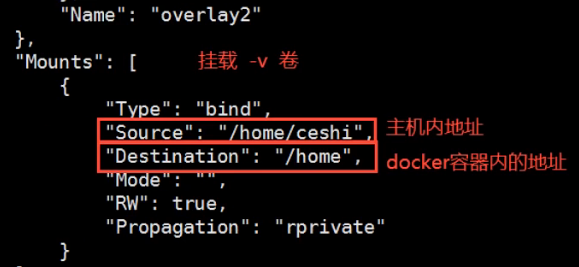 "Name": "overlay2"
},
"Mounts": [ 挂载 -v 卷
{
"Type": "bind",
"Source": "/home/ceshi", 主机内地址
"Destination": "/home", docker容器内的地址
"Mode": "",
"RW": true,
"Propagation": "rprivate"
}